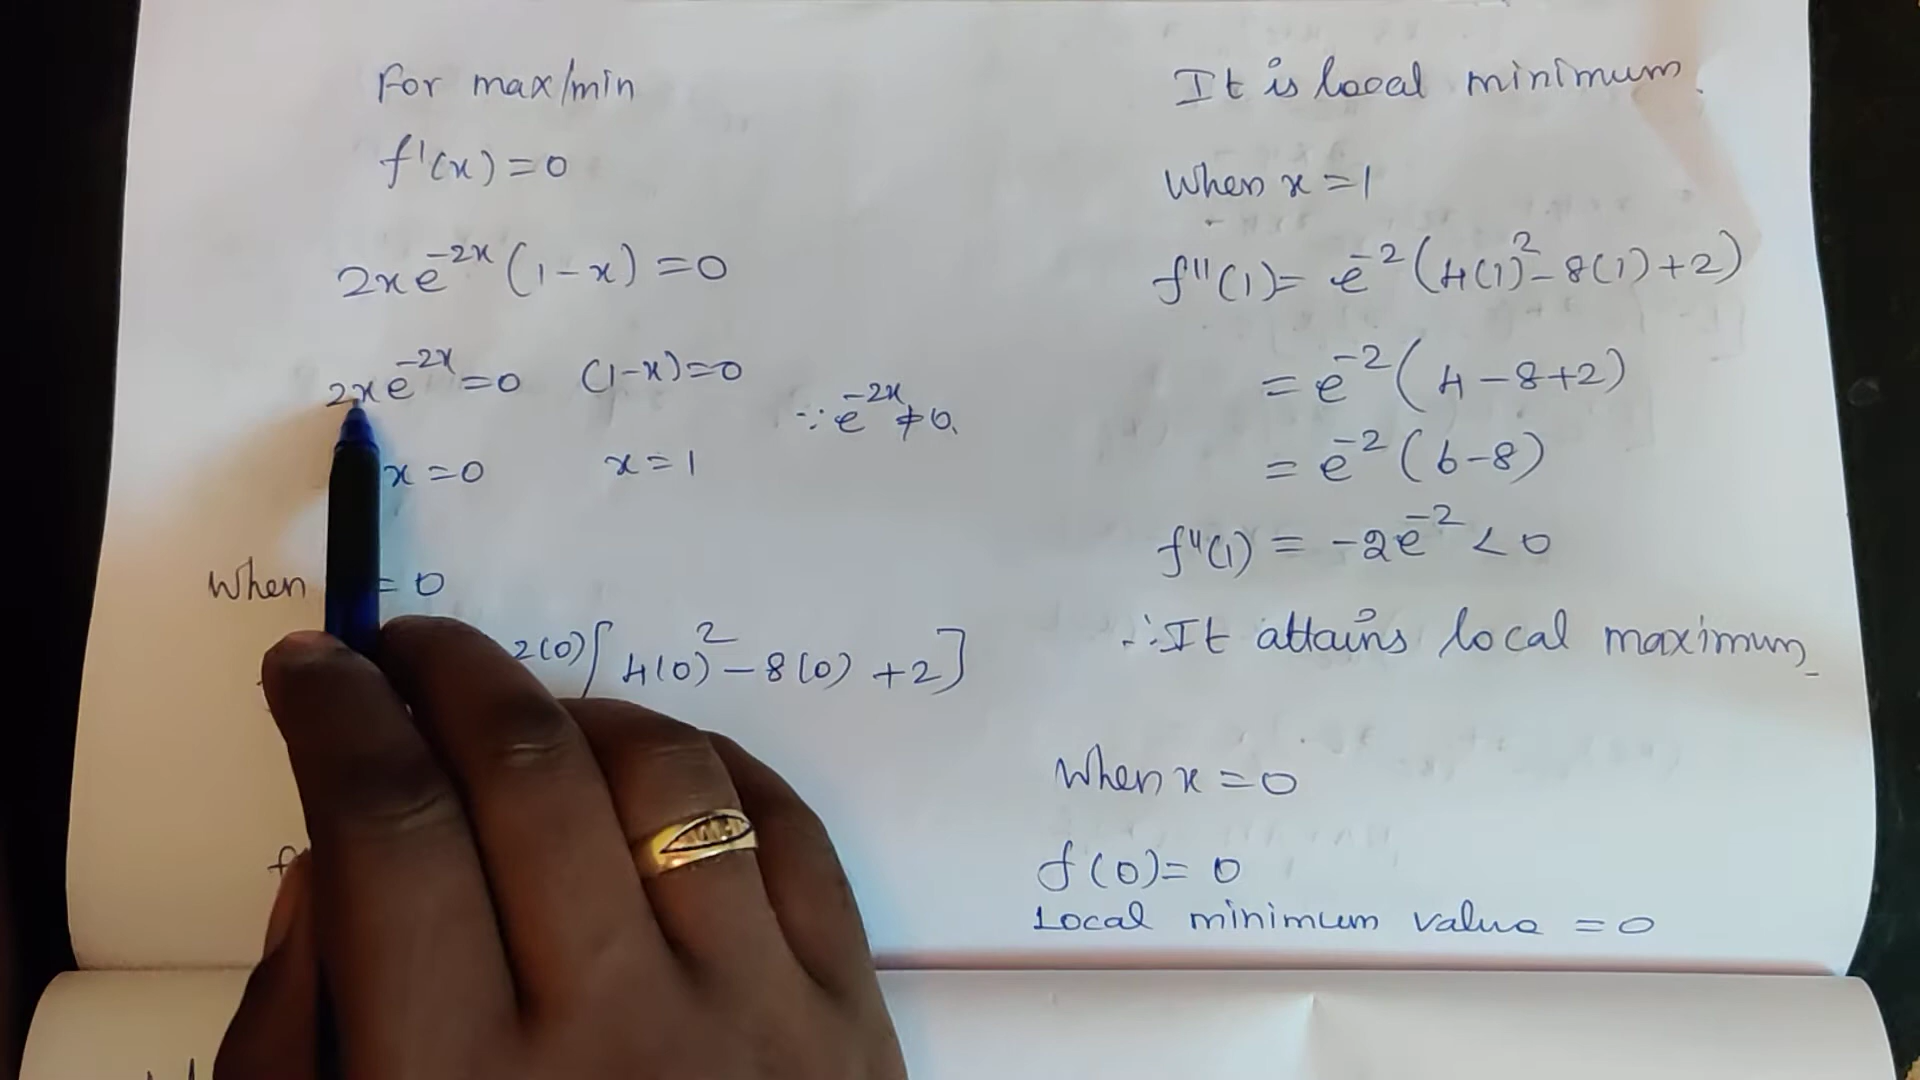 For max/min
f'(x) = 0
2xe^{-2x} (1-x) = 0
2xe^{-2x} = 0 (1-x) = 0
x = 0 x = 1 ∵ e^{-2x} ≠ 0.
When = 0
2(0) [4(0)^2 - 8(0) + 2]
It is local minimum.
When x = 1
f''(1) = e^{-2} (4(1)^2 - 8(1) + 2)
= e^{-2} (4 - 8 + 2)
= e^{-2} (6 - 8)
f''(1) = -2e^{-2} < 0
∴ It attains local maximum
When x = 0
f(0) = 0
Local minimum value = 0